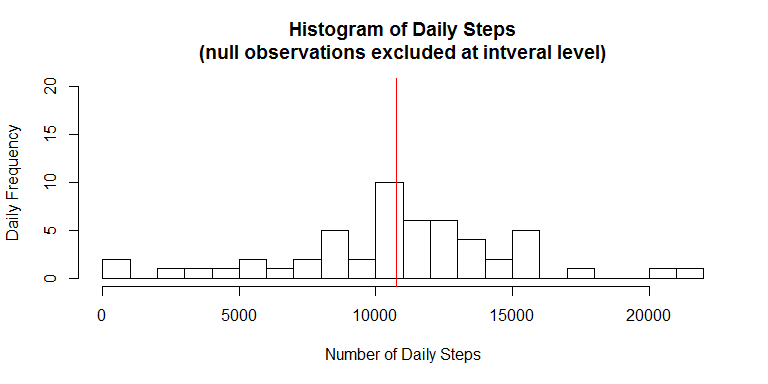 Histogram of Daily Steps
(null observations excluded at intveral level)
20
15
10
5
0
Daily Frequency
0 5000 10000 15000 20000
Number of Daily Steps